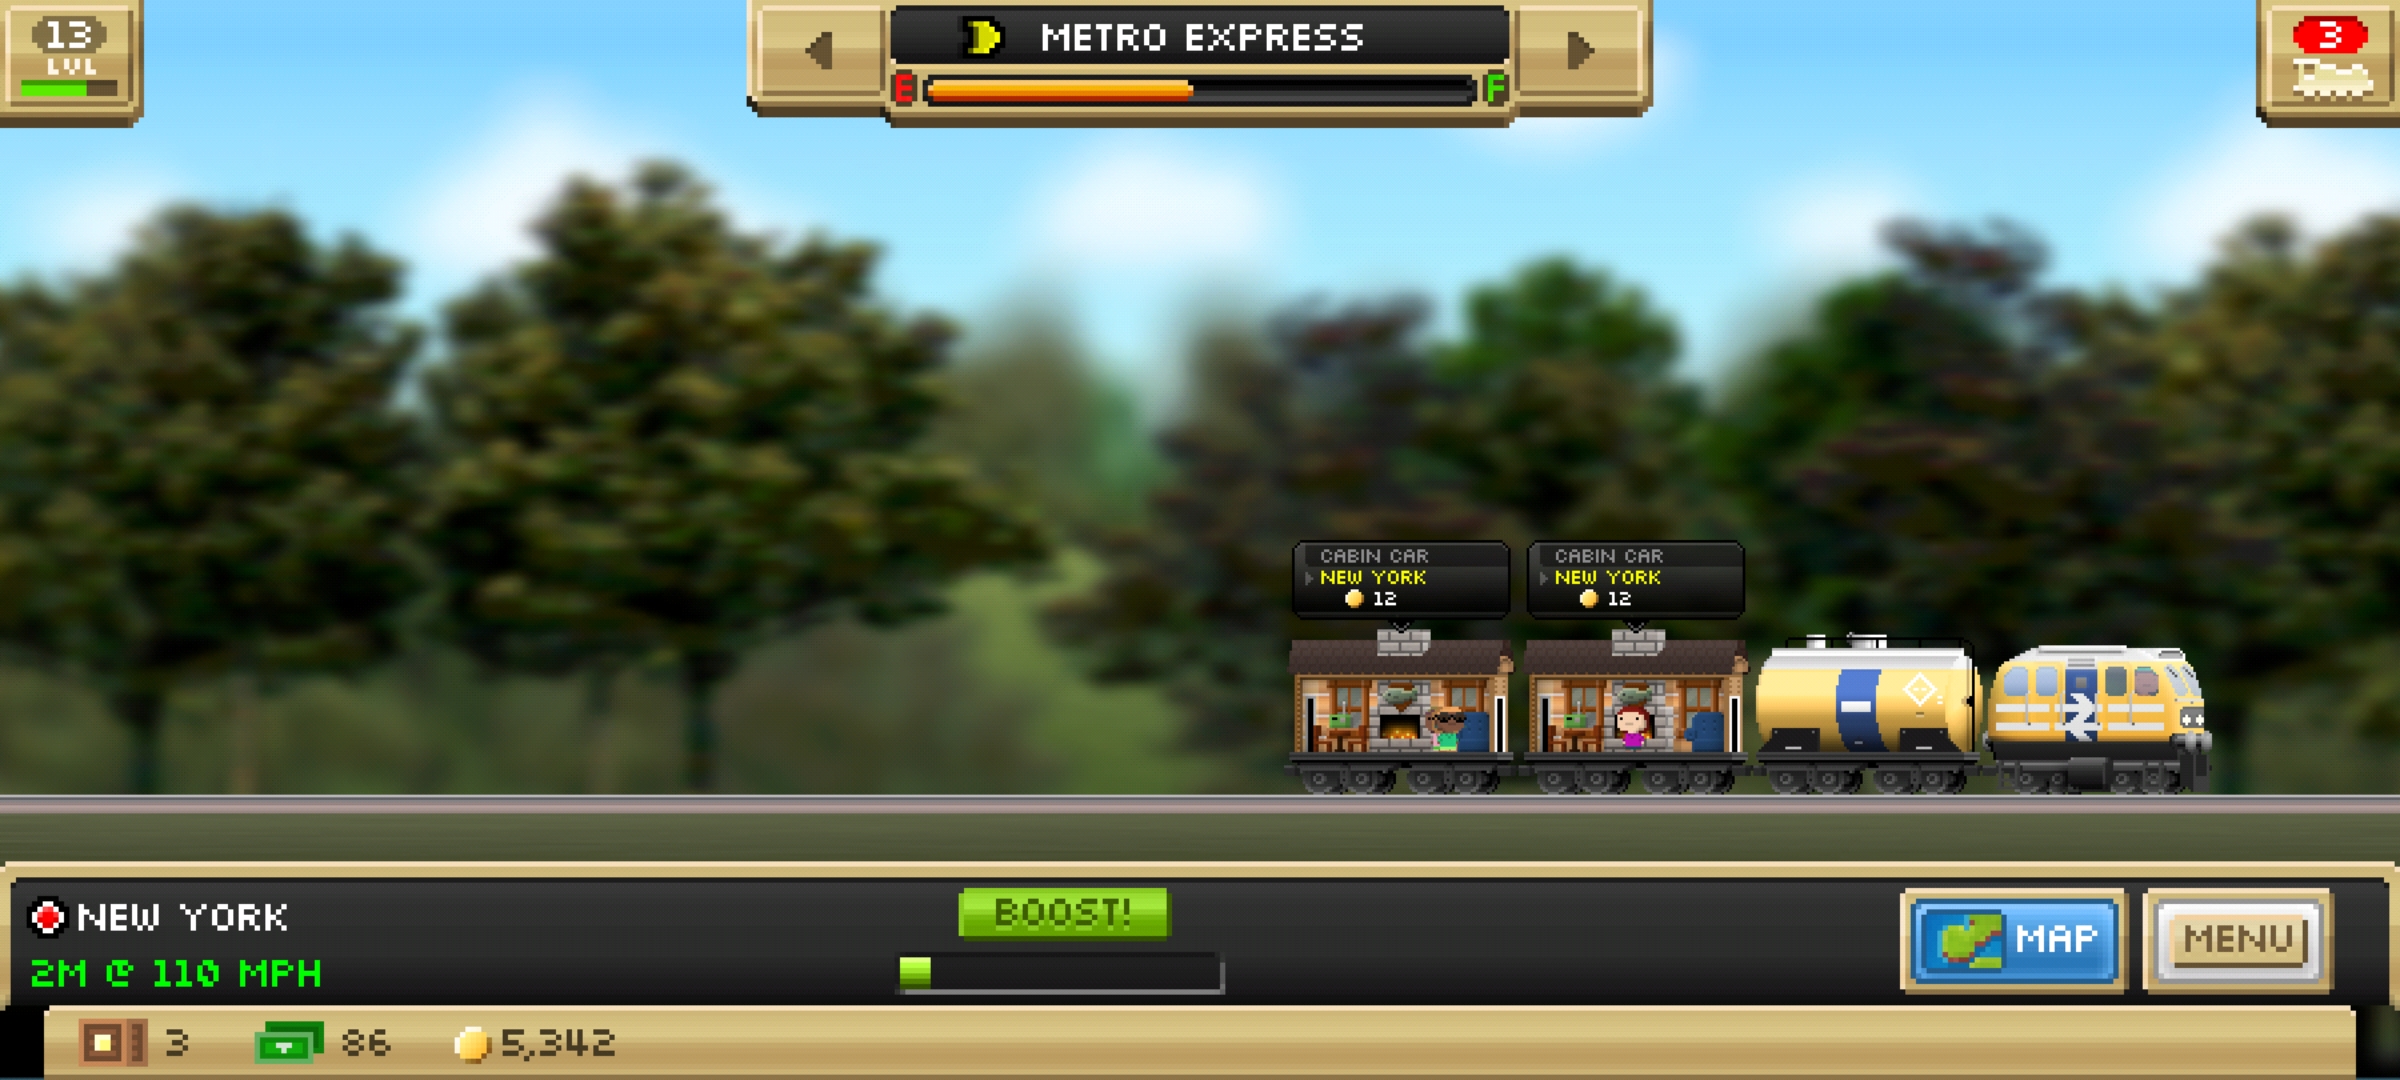 13
LVL
METRO EXPRESS
E F
3
CABIN CAR
NEW YORK
12
CABIN CAR
NEW YORK
12
NEW YORK
2M @ 110 MPH
BOOST!
MAP
MENU
3 86 5,342